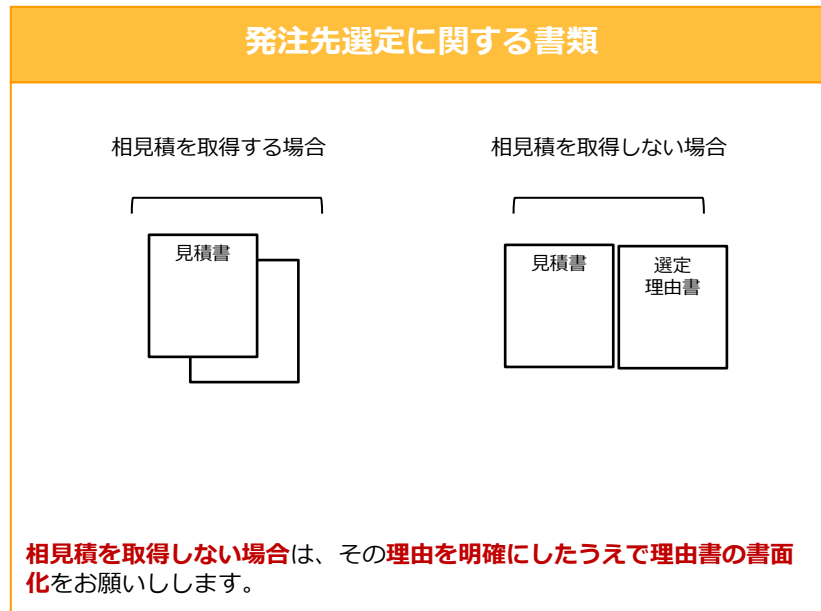 発注先選定に関する書類
相見積を取得する場合
相見積を取得しない場合
見積書
見積書
選定
理由書
相見積を取得しない場合は、その理由を明確にしたうえで理由書の書面
化をお願いしします。